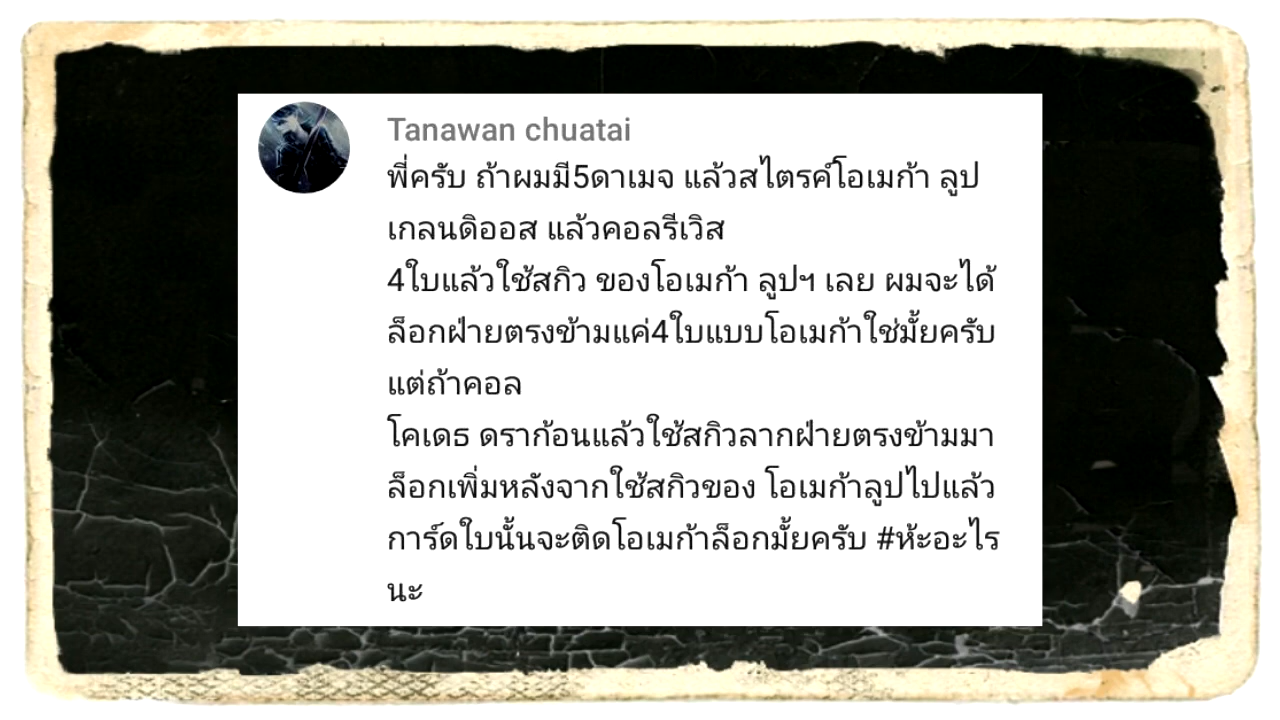 Tanawan chuatai
พี่ครับ ถ้าผมมี5ดาเมจ แล้วสไตรค์โอเมก้า ลูป
เกลนดิออส แล้วคอลรีเวิส
4ใบแล้วใช้สกิว ของโอเมก้า ลูปฯ เลย ผมจะได้
ล็อกฝ่ายตรงข้ามแค่4ใบแบบโอเมก้าใช่มั้ยครับ
แต่ถ้าคอล
โคเดธ ดราก้อนแล้วใช้สกิวลากฝ่ายตรงข้ามมา
ล็อกเพิ่มหลังจากใช้สกิวของ โอเมก้าลูปไปแล้ว
การ์ดใบนั้นจะติดโอเมก้าล็อกมั้ยครับ #ห้ะอะไร
นะ